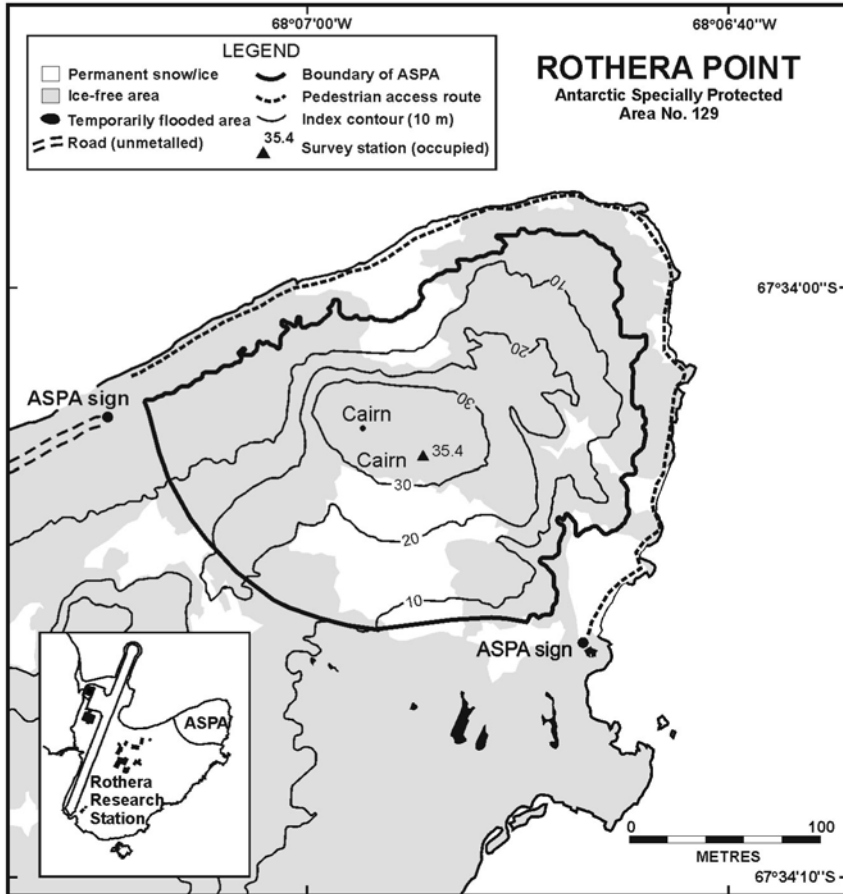 68°07'00"W
68°06'40"W
LEGEND
Permanent snow/ice
Ice-free area
Temporarily flooded area
Road (unmetalled)
Boundary of ASPA
Pedestrian access route
Index contour (10 m)
35.4
Survey station (occupied)
ROTHERA POINT
Antarctic Specially Protected
Area No. 129
67°34'00"S
10
20
30
ASPA sign
Cairn
Cairn
35.4
30
20
10
ASPA sign
ASPA
Rothera
Research
Station
0
100
METRES
67°34'10"S